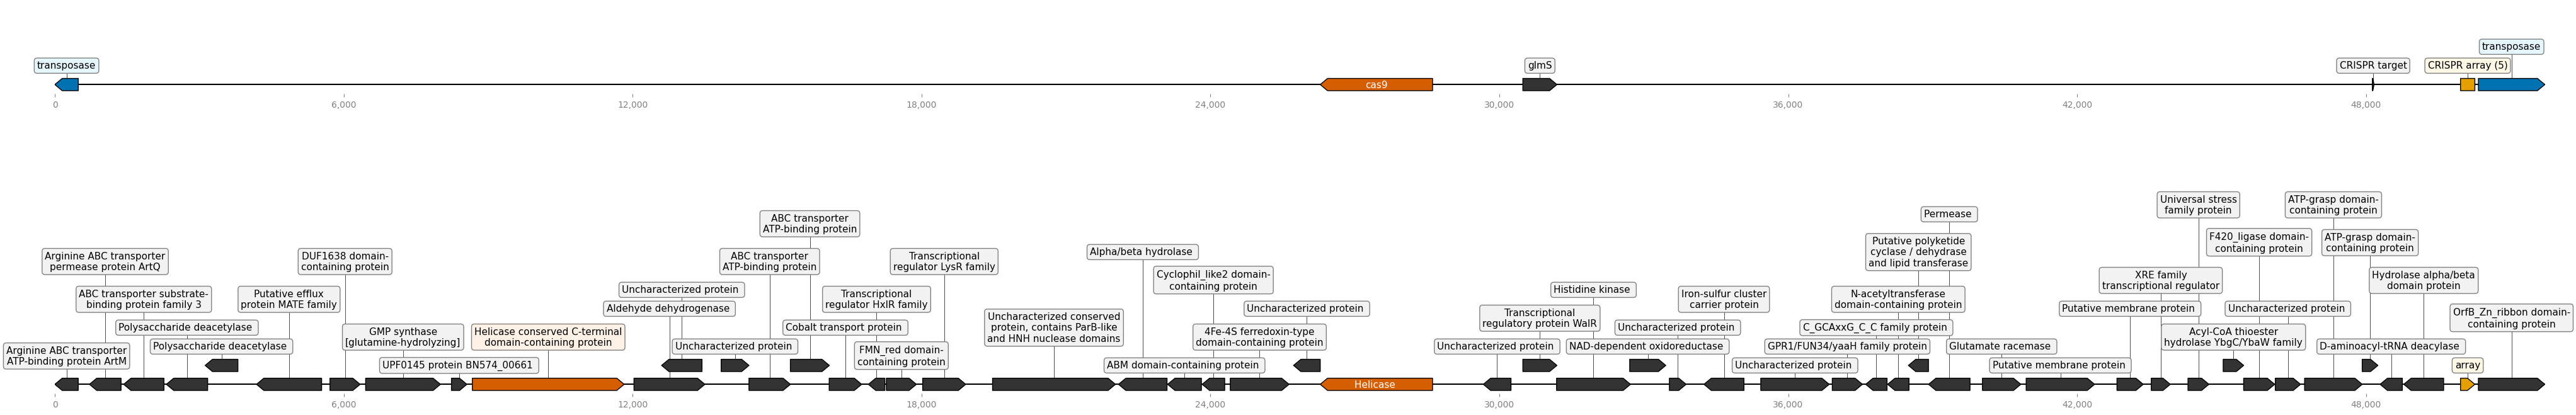 transposase
glmS
CRISPR target
CRISPR array (5)
transposase
cas9
0
6,000
12,000
18,000
24,000
30,000
36,000
42,000
48,000
Arginine ABC transporter
ATP-binding protein ArtM
Arginine ABC transporter
permease protein ArtQ
ABC transporter substrate-
binding protein family 3
Polysaccharide deacetylase
Polysaccharide deacetylase
Putative efflux
protein MATE family
DUF1638 domain-
containing protein
GMP synthase
[glutamine-hydrolyzing]
UPF0145 protein BN574_00661
Helicase conserved C-terminal
domain-containing protein
Aldehyde dehydrogenase
Uncharacterized protein
Uncharacterized protein
ABC transporter
ATP-binding protein
ABC transporter
ATP-binding protein
Cobalt transport protein
Transcriptional
regulator HxlR family
FMN_red domain-
containing protein
Transcriptional
regulator LysR family
Uncharacterized conserved
protein, contains ParB-like
and HNH nuclease domains
Alpha/beta hydrolase
ABM domain-containing protein
Cyclophil_like2 domain-
containing protein
4Fe-4S ferredoxin-type
domain-containing protein
Uncharacterized protein
Helicase
Uncharacterized protein
Transcriptional
regulatory protein WalR
Histidine kinase
NAD-dependent oxidoreductase
Uncharacterized protein
Iron-sulfur cluster
carrier protein
Uncharacterized protein
GPR1/FUN34/yaaH family protein
C_GCAxxG_C_C family protein
N-acetyltransferase
domain-containing protein
Putative polyketide
cyclase / dehydrase
and lipid transferase
Permease
Glutamate racemase
Putative membrane protein
Putative membrane protein
XRE family
transcriptional regulator
Universal stress
family protein
Acyl-CoA thioester
hydrolase YbgC/YbaW family
F420_ligase domain-
containing protein
Uncharacterized protein
ATP-grasp domain-
containing protein
ATP-grasp domain-
containing protein
D-aminoacyl-tRNA deacylase
Hydrolase alpha/beta
domain protein
array
OrfB_Zn_ribbon domain-
containing protein
0
6,000
12,000
18,000
24,000
30,000
36,000
42,000
48,000